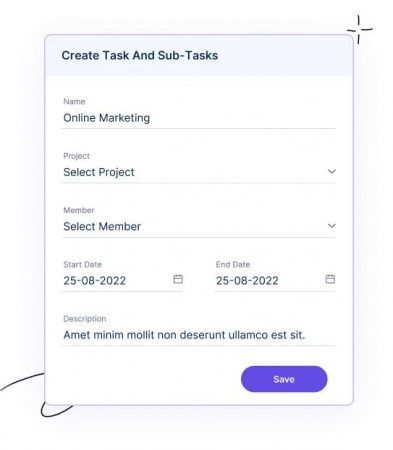 Create Task And Sub-Tasks
Name
Online Marketing
Project
Select Project
Member
Select Member
Start Date
End Date
25-08-2022
25-08-2022
Description
Amet minim mollit non deserunt ullamco est sit.
Save